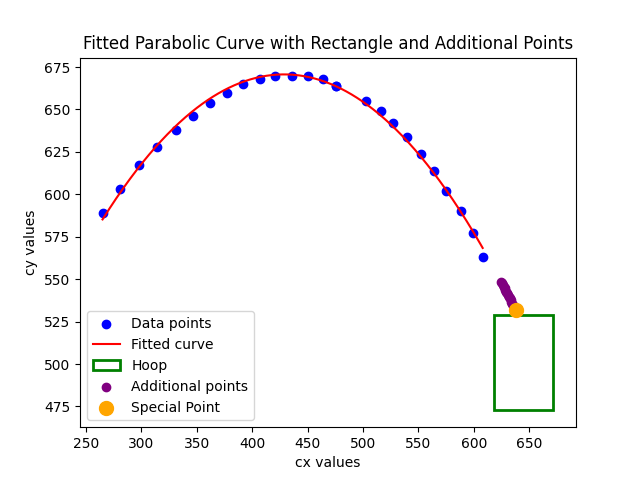 Fitted Parabolic Curve with Rectangle and Additional Points
cy values
675
650
625
600
575
550
525
500
475
Data points
Fitted curve
Hoop
Additional points
Special Point
250 300 350 400 450 500 550 600 650
cx values